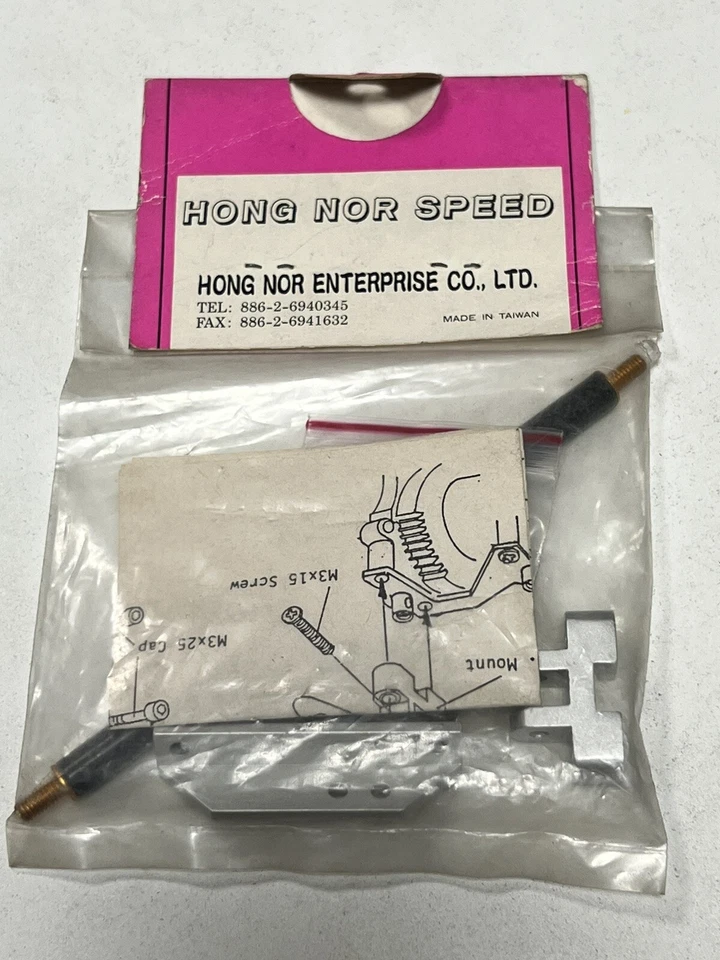 HONG NOR SPEED
HONG NOR ENTERPRISE CO., LTD.
TEL: 886-2-6940345
FAX: 886-2-6941632
MADE IN TAIWAN
M3x15 Screw
M3x25 Cap
Mount